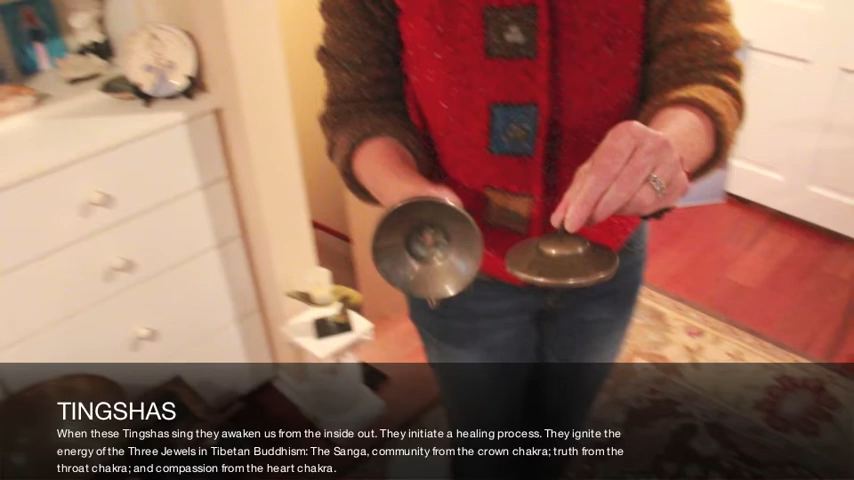 TINGSHAS
When these Tingshas sing they awaken us from the inside out. They initiate a healing process. They ignite the
energy of the Three Jewels in Tibetan Buddhism: The Sanga, community from the crown chakra; truth from the
throat chakra; and compassion from the heart chakra.